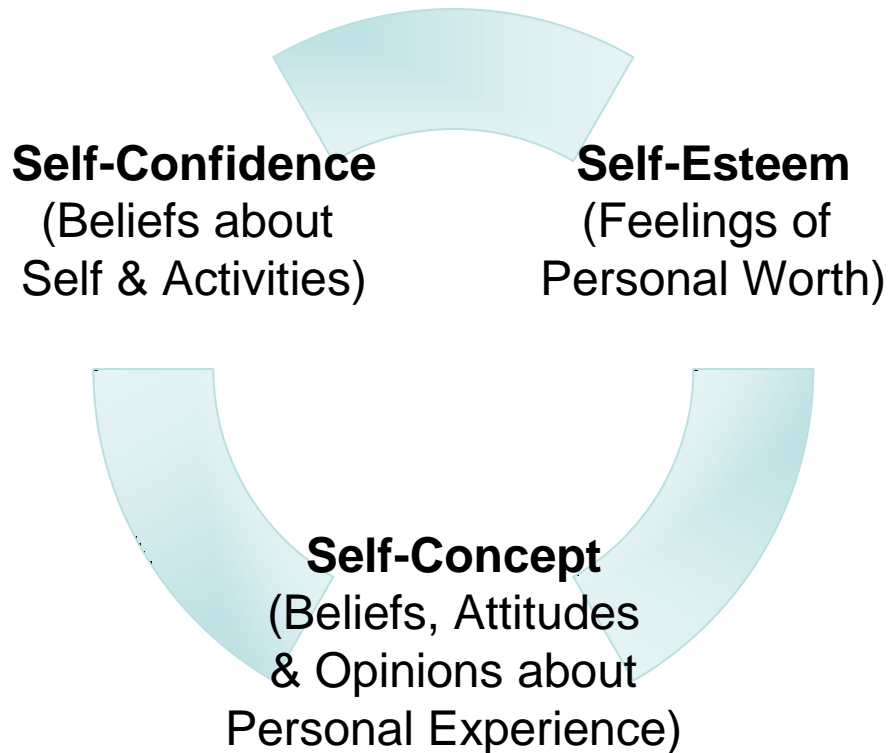 Self-Confidence
(Beliefs about
Self & Activities)
Self-Esteem
(Feelings of
Personal Worth)
Self-Concept
(Beliefs, Attitudes
& Opinions about
Personal Experience)